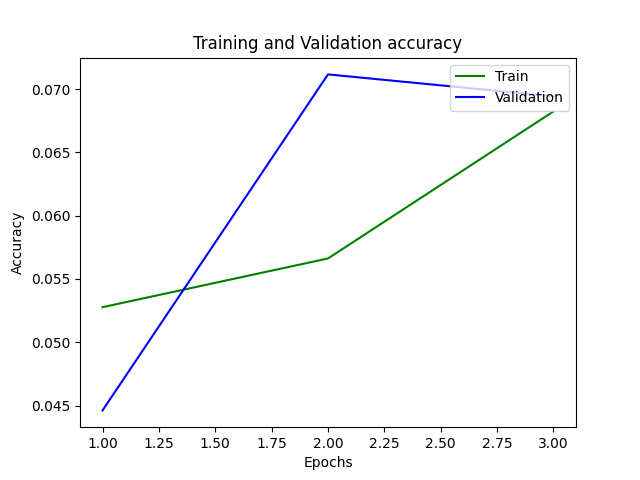 Training and Validation accuracy
Train
Validation
0.070
0.065
0.060
0.055
0.050
0.045
Accuracy
1.00 1.25 1.50 1.75 2.00 2.25 2.50 2.75 3.00
Epochs